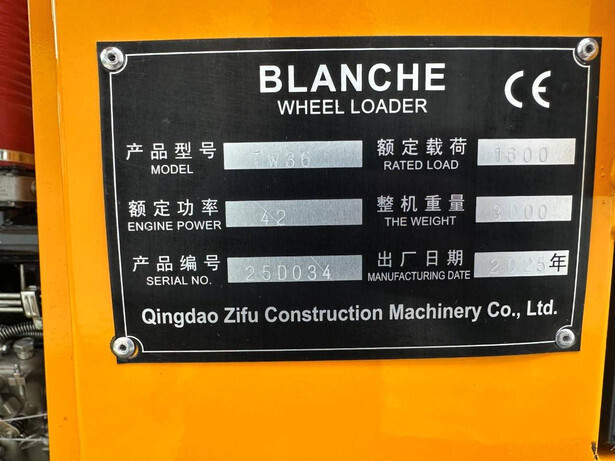 BLANCHE
WHEEL LOADER
CE
产品型号 额定载荷 1600
MODEL RATED LOAD
额定功率 42 整机重量
ENGINE POWER THE WEIGHT
产品编号 25D034 出厂日期 2025年
SERIAL NO. MANUFACTURING DATE
Qingdao Zifu Construction Machinery Co., Ltd.